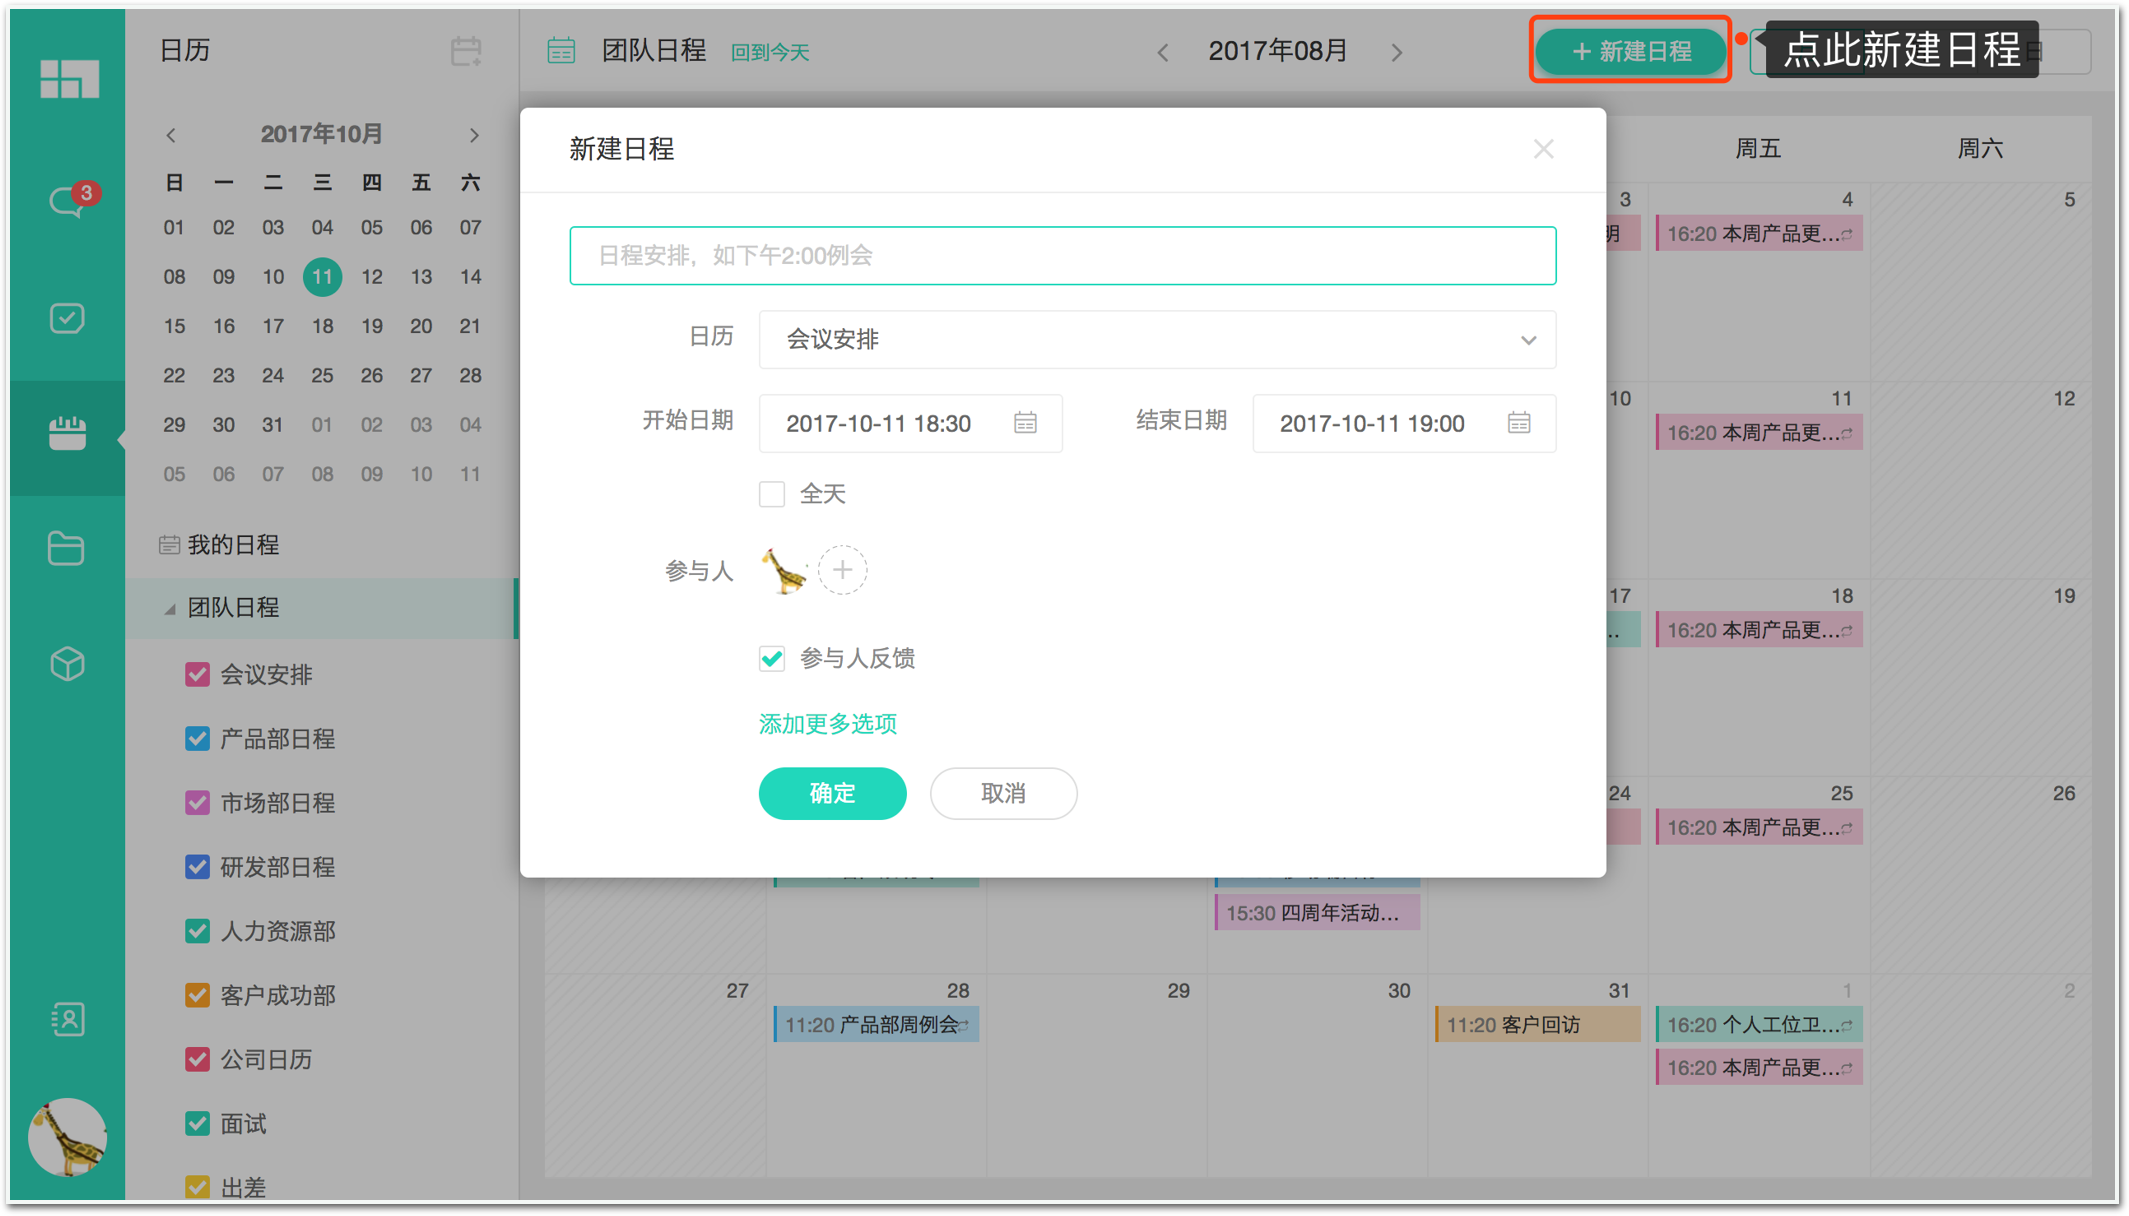 日历
团队日程 回到今天
2017年08月
新建日程
点此新建日程
3
2017年10月
日 一 二 三 四 五 六
01 02 03 04 05 06 07
08 09 10 11 12 13 14
15 16 17 18 19 20 21
22 23 24 25 26 27 28
29 30 31 01 02 03 04
05 06 07 08 09 10 11
我的日程
团队日程
会议安排
产品部日程
市场部日程
研发部日程
人力资源部
客户成功部
公司日历
面试
出差
新建日程
日程安排，如下午2:00例会
日历 会议安排
开始日期 2017-10-11 18:30 结束日期 2017-10-11 19:00
全天
参与人
参与人反馈
添加更多选项
确定 取消
周五 周六
3 4 5
明 16:20 本周产品更...
10 11 12
16:20 本周产品更...
17 18 19
.. 16:20 本周产品更...
24 25 26
16:20 本周产品更...
15:30 四周年活动...
27 28 29 30 31 1 2
11:20 产品部周例会 11:20 客户回访 16:20 个人工位卫...
16:20 本周产品更...